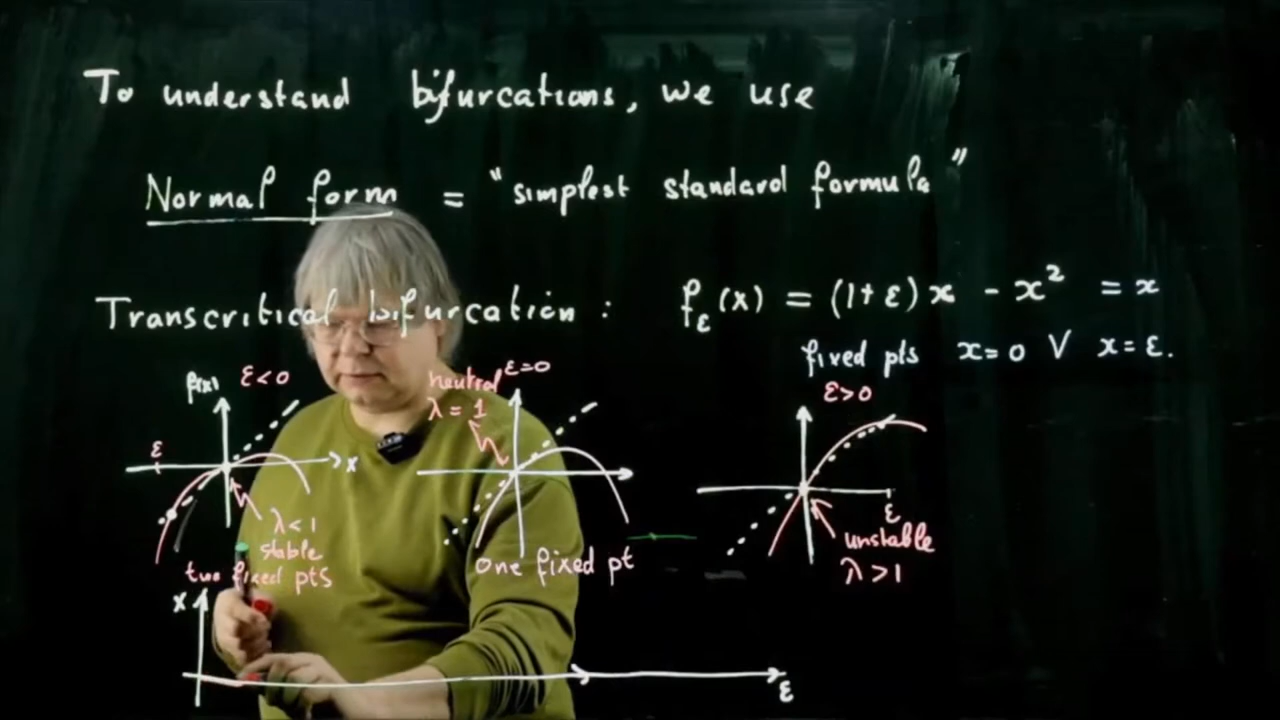 To understand bifurcations, we use
Normal form = "simplest standard formula"
Transcritical bifurcation : fε(x) = (1+ε)x - x² = x
fixed pts x=0 V x=ε.
f(x) ε<0
ε
x
λ<1
stable
two fixed pts
neutral ε=0
λ=1
one fixed pt
ε>0
ε
unstable
λ>1
x
ε